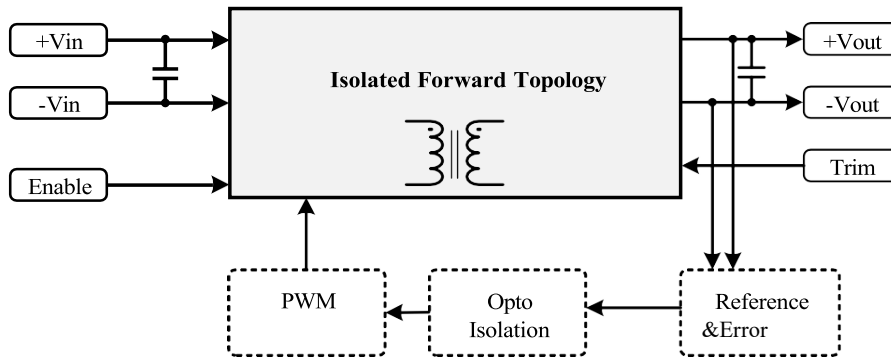 +Vin
-Vin
Enable
Isolated Forward Topology
+Vout
-Vout
Trim
PWM
Opto
Isolation
Reference
&Error